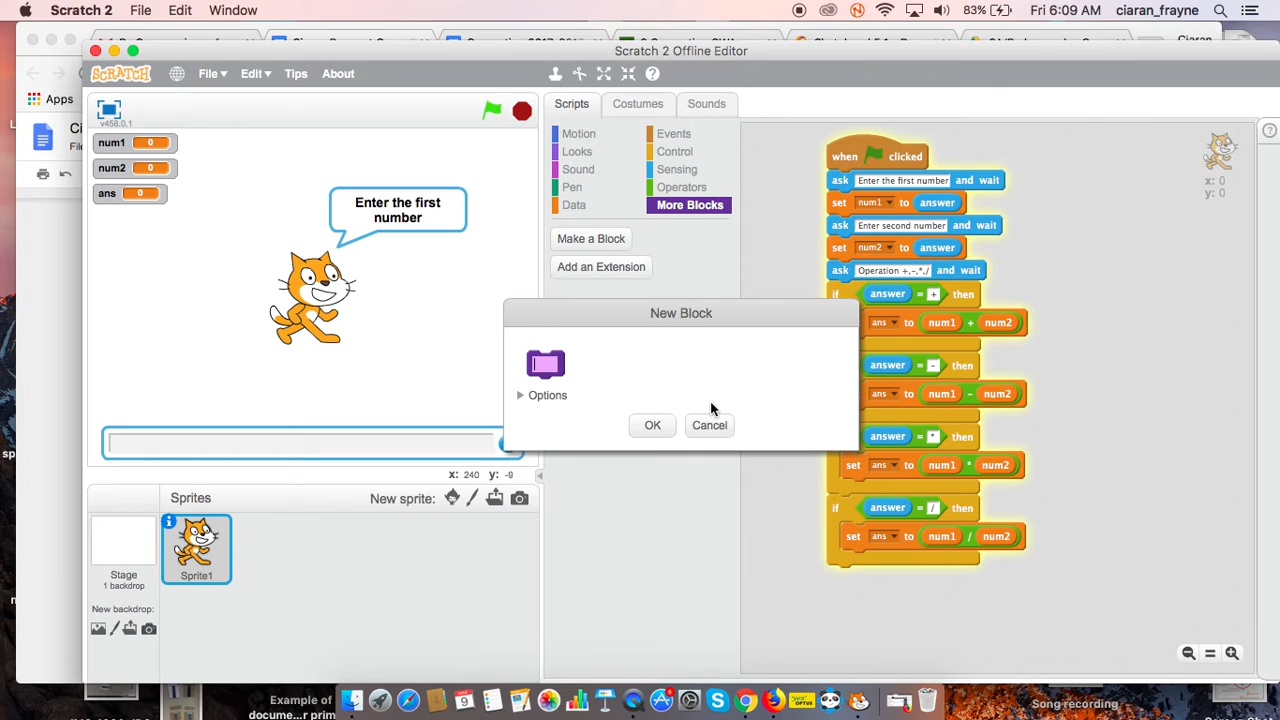 Scratch 2 File Edit Window 83% Fri 6:09 AM ciaran_frayne
Scratch 2 Offline Editor
Ciaran
SCRATCH File Edit Tips About
Apps
v458.0.1
num1 0
num2 0
ans 0
Enter the first
number
Scripts Costumes Sounds
Motion Events
Looks Control
Sound Sensing
Pen Operators
Data More Blocks
Make a Block
Add an Extension
when clicked
ask Enter the first number and wait
set num1 to answer
ask Enter second number and wait
set num2 to answer
ask Operation +,-,*,/ and wait
if answer = + then
ans to num1 + num2
answer = - then
ans to num1 - num2
answer = * then
set ans to num1 * num2
if answer = / then
set ans to num1 / num2
x: 0
y: 0
New Block
Options
OK Cancel
x: 240 y: -9
Sprites New sprite:
Stage
1 backdrop
New backdrop:
Sprite1
Example of
Song recording